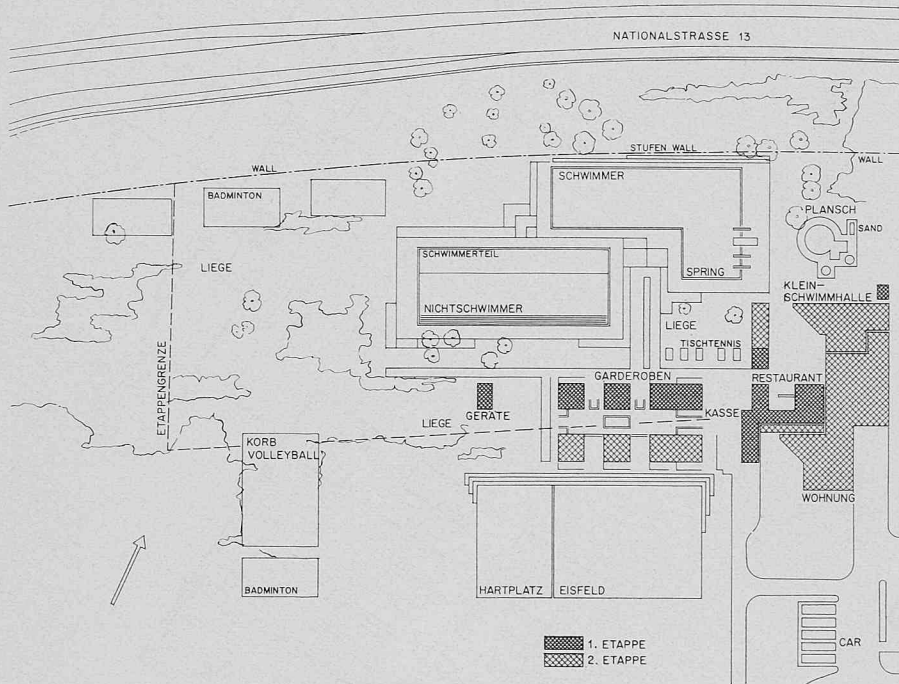 NATIONALSTRASSE 13
STUFEN WALL
WALL
WALL
SCHWIMMER
BADMINTON
PLANSCH
SAND
SCHWIMMERTEIL
LIEGE
SPRING
KLEIN-
SCHWIMMHALLE
NICHTSCHWIMMER
LIEGE
TISCHTENNIS
ETAPPENGRENZE
GARDEROBEN
RESTAURANT
GERÄTE
KASSE
LIEGE
KORB
VOLLEYBALL
WOHNUNG
BADMINTON
HARTPLATZ
EISFELD
1. ETAPPE
2. ETAPPE
CAR